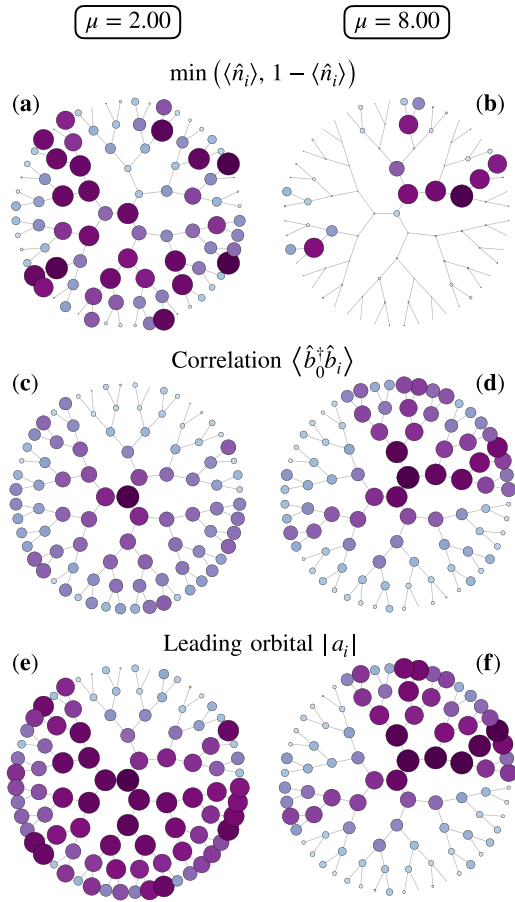 μ = 2.00 μ = 8.00
min (⟨n̂ᵢ⟩, 1 − ⟨n̂ᵢ⟩)
(a) (b)
Correlation ⟨b̂₀†b̂ᵢ⟩
(c) (d)
Leading orbital |aᵢ|
(e) (f)